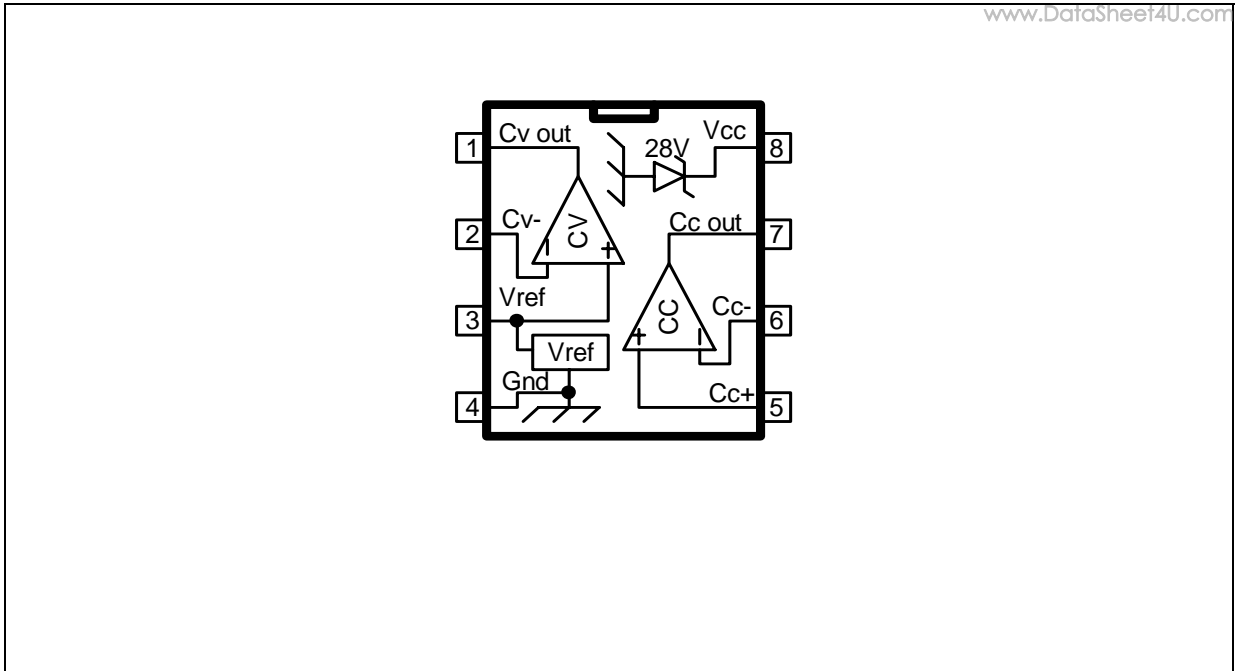 www.DataSheet4U.com
Cv out
Vcc
1
28V
8
Cv-
CV
Cc out
2
7
Vref
CC
Cc-
3
6
Vref
Gnd
Cc+
4
5